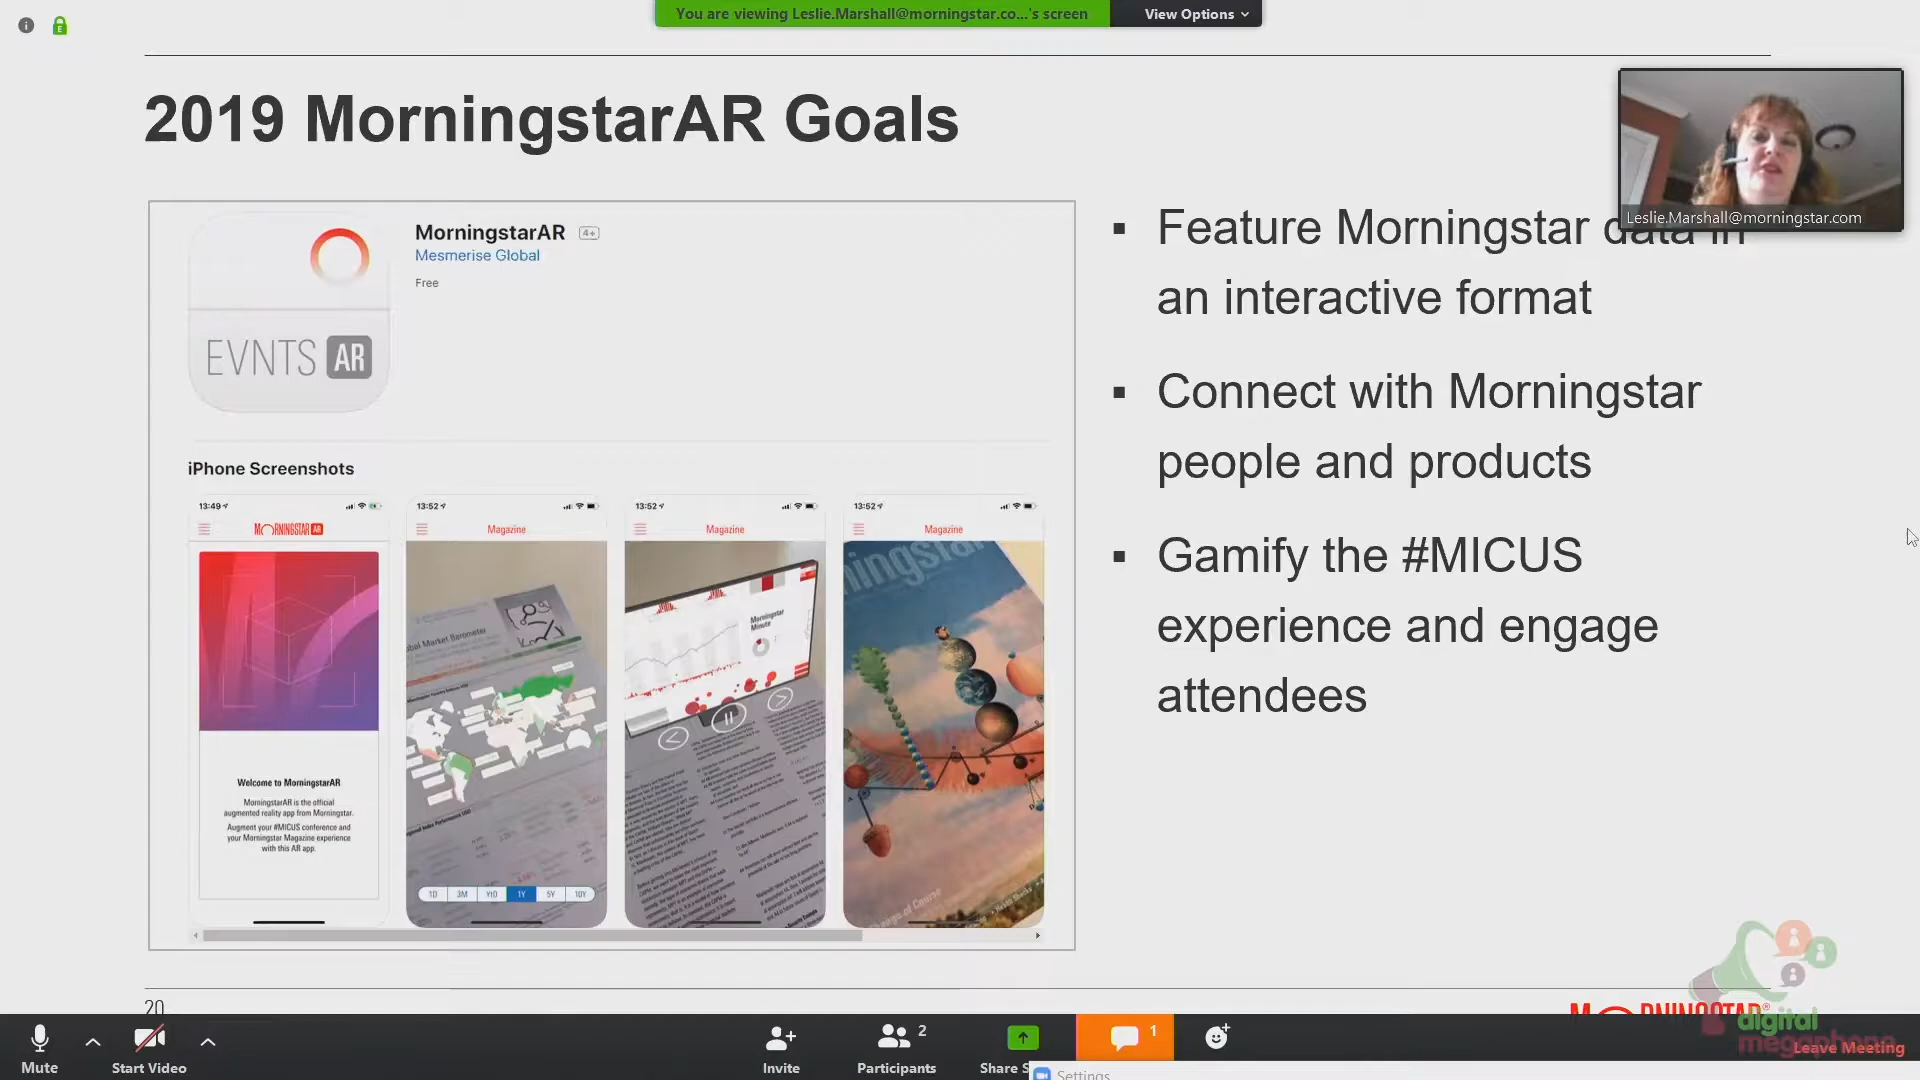 You are viewing Leslie.Marshall@morningstar.co...'s screen
View Options
2019 MorningstarAR Goals
Leslie.Marshall@morningstar.com
MorningstarAR 4+
Mesmerise Global
Free
EVNTS AR
iPhone Screenshots
13:49
MORNINGSTAR AR
Welcome to MorningstarAR
MorningstarAR is the official
augmented reality app from Morningstar.
Augment your #MICUS conference and
your Morningstar Magazine experience
with this AR app.
13:52
Magazine
Global Market Barometer
1D 3M YtD 1Y 5Y 10Y
13:52
Magazine
Morningstar
Minute
13:52
Magazine
▪ Feature Morningstar data in
an interactive format
▪ Connect with Morningstar
people and products
▪ Gamify the #MICUS
experience and engage
attendees
20
MORNINGSTAR®
digital
megaphone
Mute
Start Video
Invite
Participants 2
Share S
1
Leave Meeting
Settings